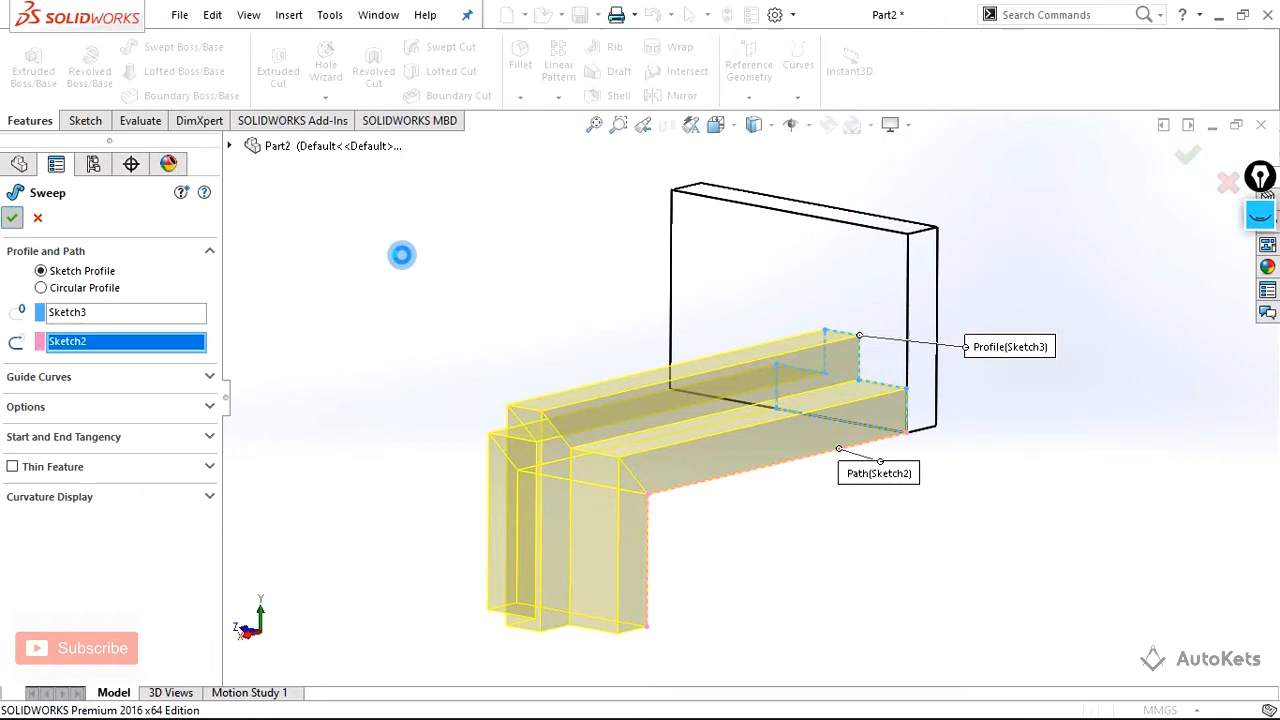 SOLIDWORKS
File Edit View Insert Tools Window Help
Part2 *
Search Commands
?
Extruded Boss/Base
Revolved Boss/Base
Swept Boss/Base
Lofted Boss/Base
Boundary Boss/Base
Extruded Cut
Hole Wizard
Revolved Cut
Swept Cut
Lofted Cut
Boundary Cut
Fillet
Linear Pattern
Rib
Draft
Shell
Wrap
Intersect
Mirror
Reference Geometry
Curves
Instant3D
Features Sketch Evaluate DimXpert SOLIDWORKS Add-Ins SOLIDWORKS MBD
Part2 (Default<<Default>...
Sweep
Profile and Path
Sketch Profile
Circular Profile
Sketch3
Sketch2
Guide Curves
Options
Start and End Tangency
Thin Feature
Curvature Display
Profile(Sketch3)
Path(Sketch2)
Y
Z
X
Subscribe
AutoKets
Model 3D Views Motion Study 1
SOLIDWORKS Premium 2016 x64 Edition
MMGS